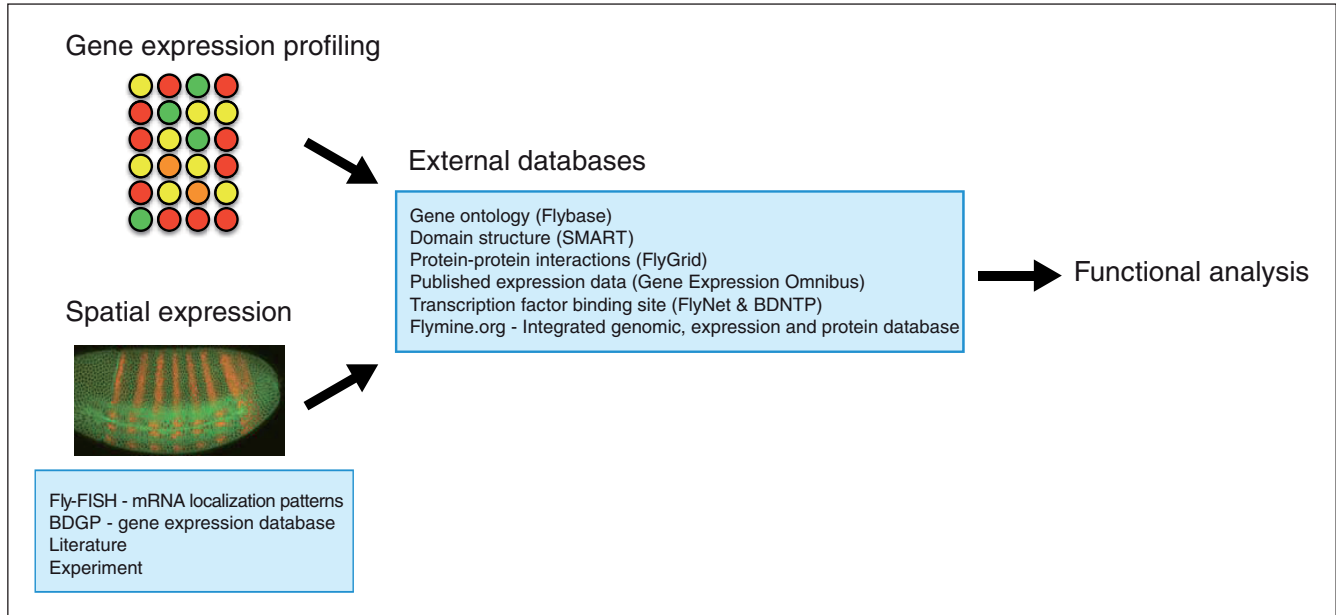 Gene expression profiling
External databases
Gene ontology (Flybase)
Domain structure (SMART)
Protein-protein interactions (FlyGrid)
Published expression data (Gene Expression Omnibus)
Transcription factor binding site (FlyNet & BDNTP)
Flymine.org - Integrated genomic, expression and protein database
Functional analysis
Spatial expression
Fly-FISH - mRNA localization patterns
BDGP - gene expression database
Literature
Experiment